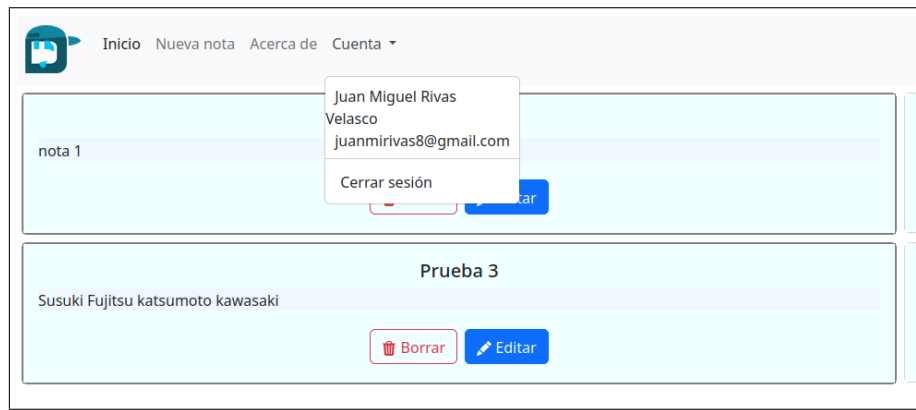 Inicio Nueva nota Acerca de Cuenta
Juan Miguel Rivas
Velasco
juanmirivas8@gmail.com
Cerrar sesión
nota 1
Prueba 3
Susuki Fujitsu katsumoto kawasaki
Borrar Editar